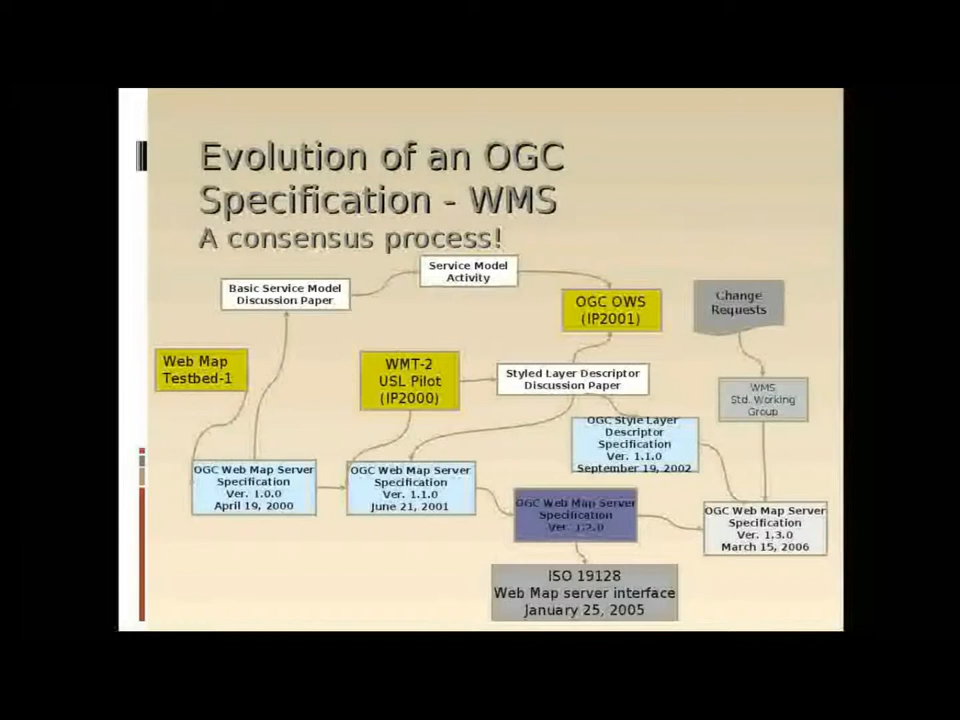 Evolution of an OGC
Specification - WMS
A consensus process!
Service Model
Activity
Basic Service Model
Discussion Paper
OGC OWS
(IP2001)
Change
Requests
Web Map
Testbed-1
WMT-2
USL Pilot
(IP2000)
Styled Layer Descriptor
Discussion Paper
WMS
Std. Working
Group
OGC Style Layer
Descriptor
Specification
Ver. 1.1.0
September 19, 2002
OGC Web Map Server
Specification
Ver. 1.0.0
April 19, 2000
OGC Web Map Server
Specification
Ver. 1.1.0
June 21, 2001
OGC Web Map Server
Specification
Ver. 1.2.0
OGC Web Map Server
Specification
Ver. 1.3.0
March 15, 2006
ISO 19128
Web Map server interface
January 25, 2005